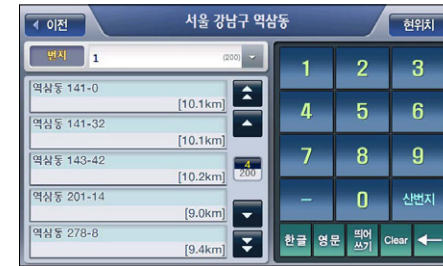 이전
서울 강남구 역삼동
현위치
번지
1
(200)
역삼동 141-0
[10.1km]
역삼동 141-32
[10.1km]
역삼동 143-42
[10.2km]
역삼동 201-14
[9.0km]
역삼동 278-8
[9.4km]
4
200
1 2 3
4 5 6
7 8 9
- 0 산번지
한글 영문 띄어쓰기 Clear